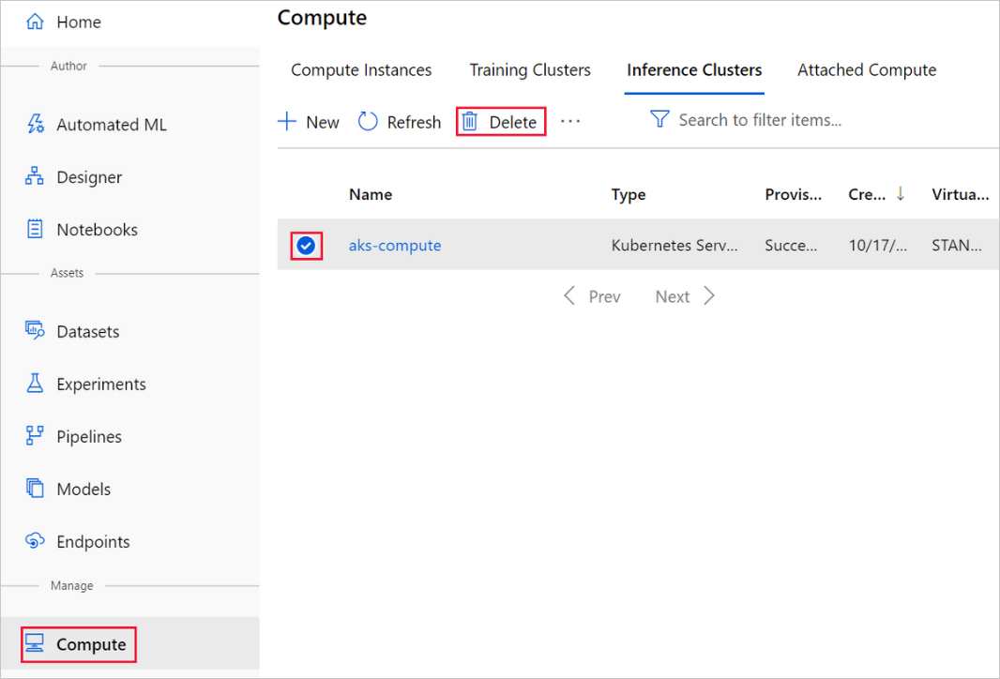 Home
Author
Automated ML
Designer
Notebooks
Assets
Datasets
Experiments
Pipelines
Models
Endpoints
Manage
Compute
Compute
Compute Instances Training Clusters Inference Clusters Attached Compute
New Refresh Delete ... Search to filter items...
Name Type Provis... Cre... ↓ Virtua...
aks-compute Kubernetes Serv... Succe... 10/17/... STAN...
Prev Next